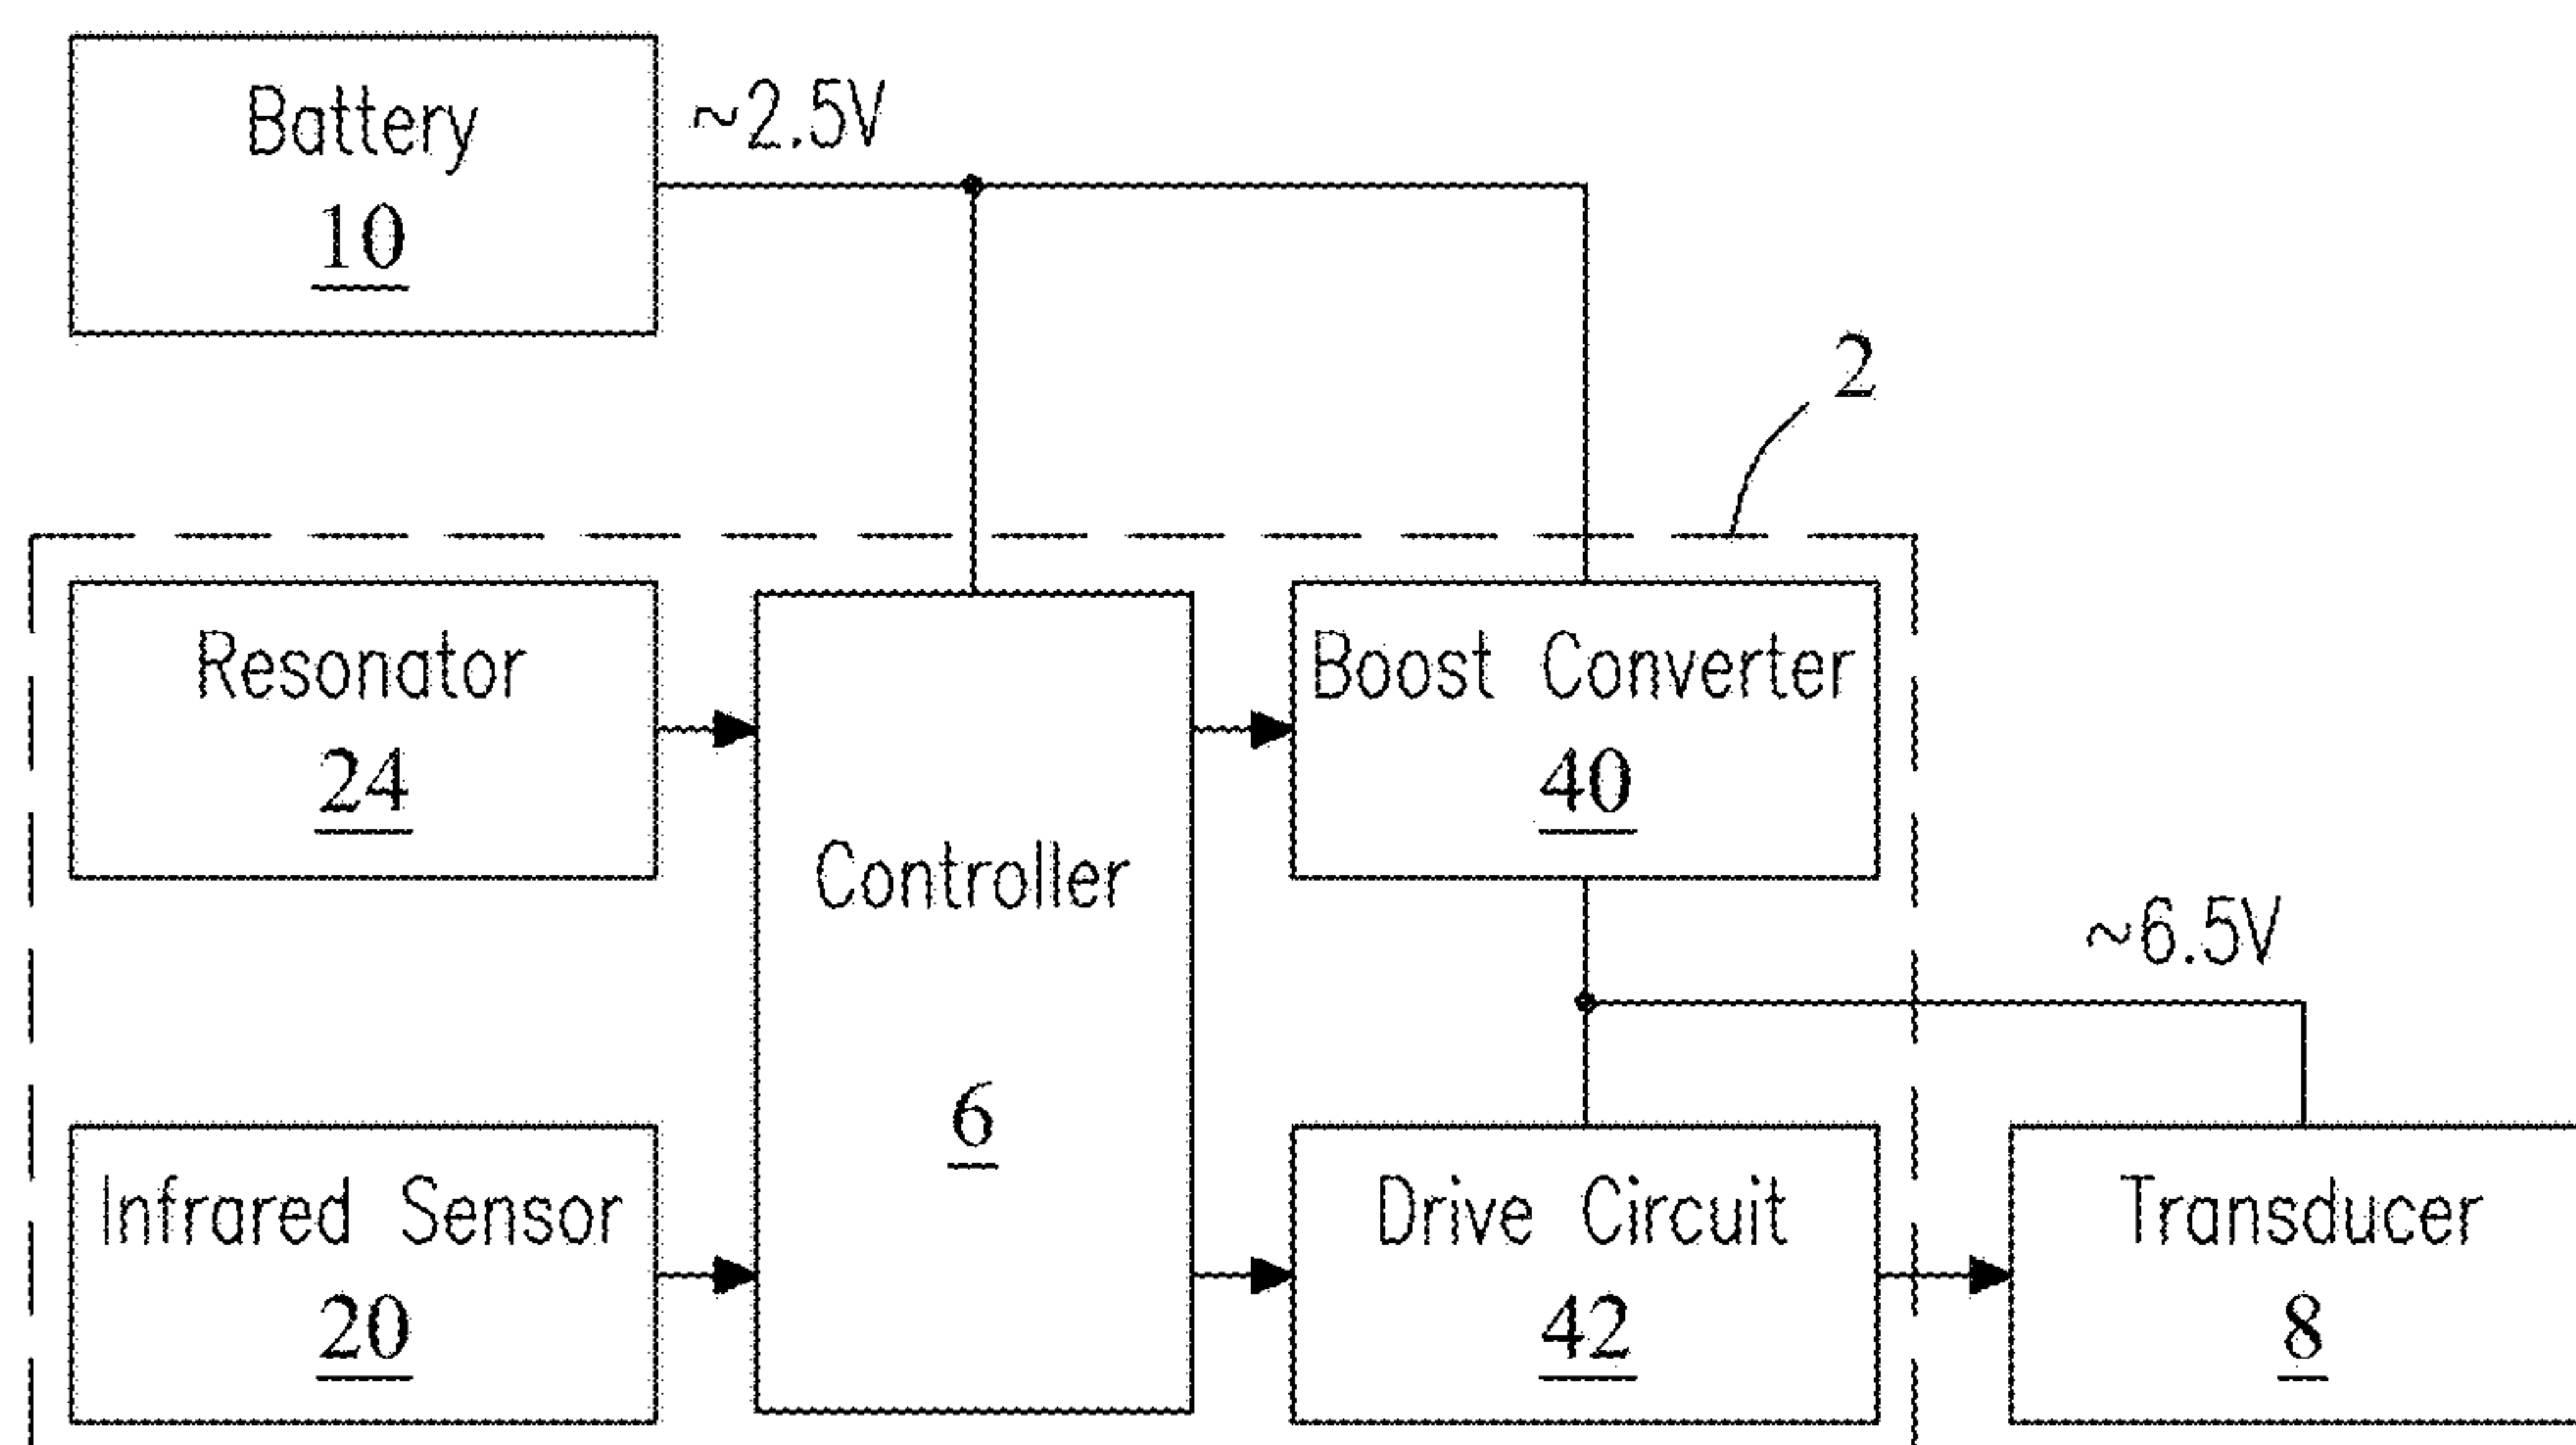 Battery
10
~2.5V
2
Resonator
24
Controller
6
Boost Converter
40
~6.5V
Infrared Sensor
20
Drive Circuit
42
Transducer
8